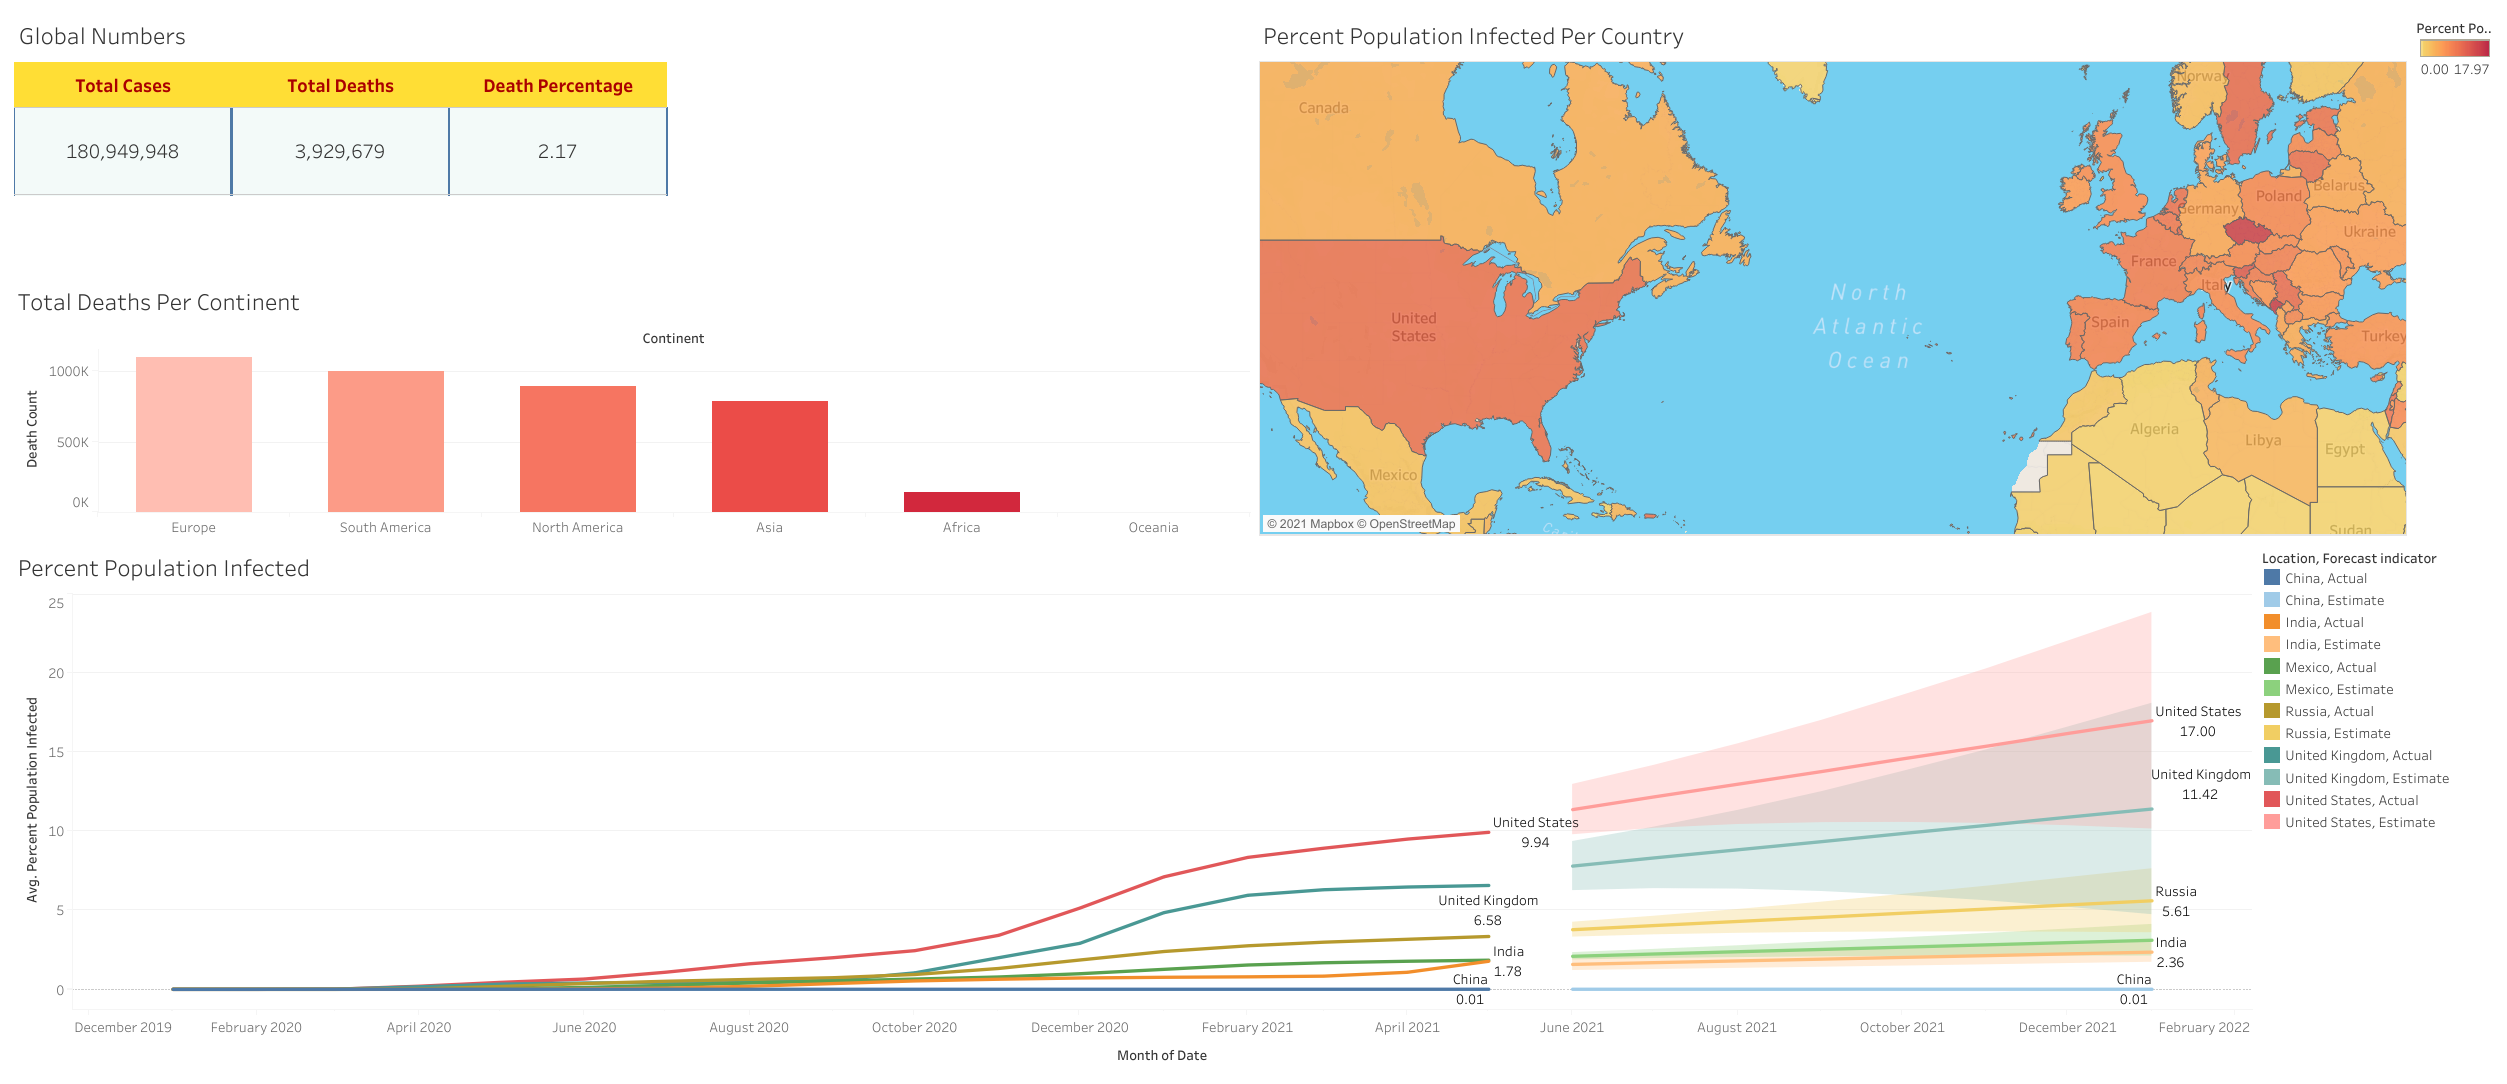 Global Numbers
Total Cases Total Deaths Death Percentage
180,949,948 3,929,679 2.17
Total Deaths Per Continent
Continent
Death Count
1000K
500K
0K
Europe South America North America Asia Africa Oceania
Percent Population Infected Per Country
Percent Po..
0.00 17.97
Canada
United
States
Mexico
North
Atlantic
Ocean
Norway
Belarus
Poland
Germany
Ukraine
France
Italy
Spain
Turkey
Algeria
Libya
Egypt
Sudan
© 2021 Mapbox © OpenStreetMap
Percent Population Infected
Avg. Percent Population Infected
25
20
15
10
5
0
United States
9.94
United Kingdom
6.58
India
1.78
China
0.01
United States
17.00
United Kingdom
11.42
Russia
5.61
India
2.36
China
0.01
December 2019 February 2020 April 2020 June 2020 August 2020 October 2020 December 2020 February 2021 April 2021 June 2021 August 2021 October 2021 December 2021 February 2022
Month of Date
Location, Forecast indicator
China, Actual
China, Estimate
India, Actual
India, Estimate
Mexico, Actual
Mexico, Estimate
Russia, Actual
Russia, Estimate
United Kingdom, Actual
United Kingdom, Estimate
United States, Actual
United States, Estimate